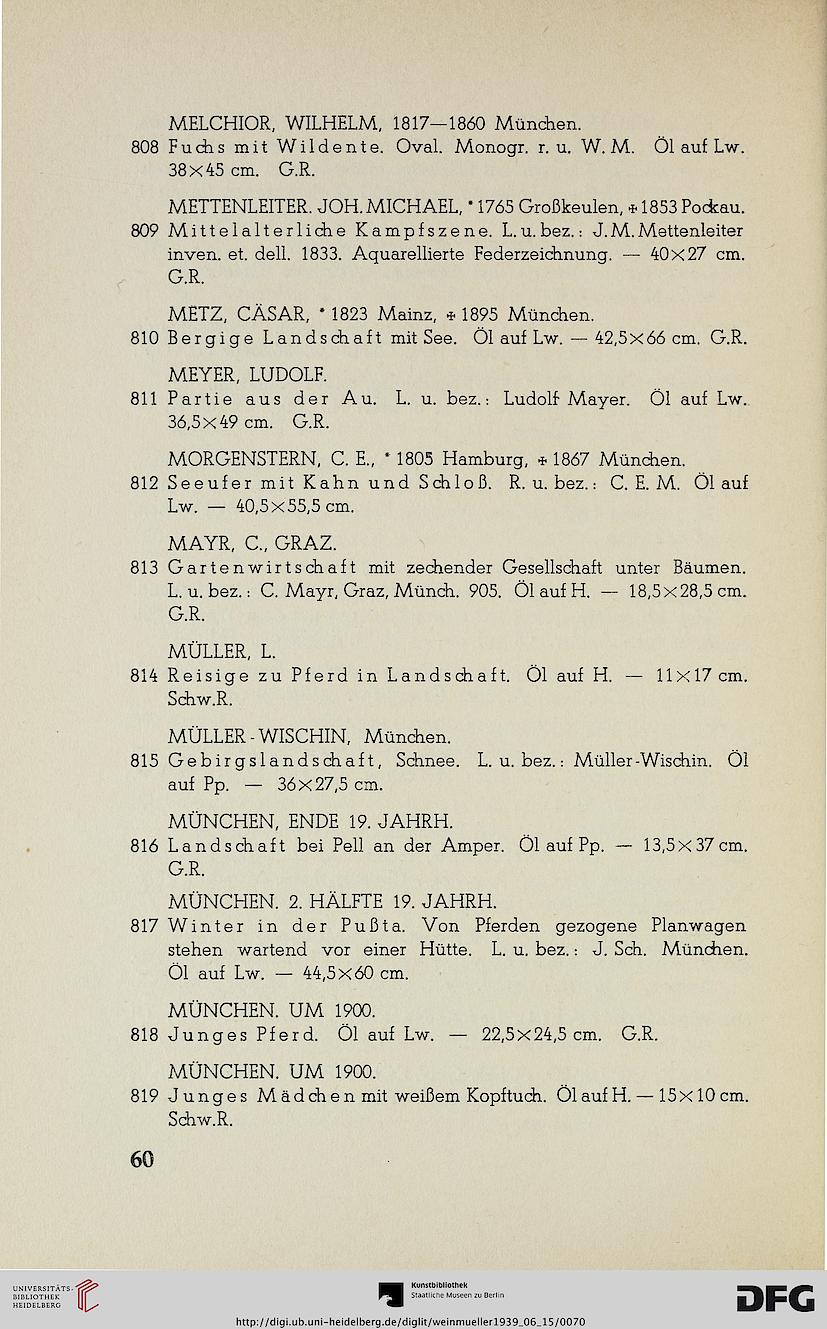 MELCHIOR, WILHELM, 1817—1860 München.
808 Fuchs mit Wildente. Oval. Monogr. r. u. W. M. Öl auf Lw.
38×45 cm. G.R.
METTENLEITER. JOH. MICHAEL, * 1765 Großkeulen, ✠ 1853 Pockau.
809 Mittelalterliche Kampfszene. L. u. bez.: J. M. Mettenleiter
inven. et. dell. 1833. Aquarellierte Federzeichnung. — 40×27 cm.
G.R.
METZ, CÄSAR, * 1823 Mainz, ✠ 1895 München.
810 Bergige Landschaft mit See. Öl auf Lw. — 42,5×66 cm. G.R.
MEYER, LUDOLF.
811 Partie aus der Au. L. u. bez.: Ludolf Mayer. Öl auf Lw.
36,5×49 cm. G.R.
MORGENSTERN, C. E., * 1805 Hamburg, ✠ 1867 München.
812 Seeufer mit Kahn und Schloß. R. u. bez.: C. E. M. Öl auf
Lw. — 40,5×55,5 cm.
MAYR, C., GRAZ.
813 Gartenwirtschaft mit zechender Gesellschaft unter Bäumen.
L. u. bez.: C. Mayr, Graz, Münch. 905. Öl auf H. — 18,5×28,5 cm.
G.R.
MÜLLER, L.
814 Reisige zu Pferd in Landschaft. Öl auf H. — 11×17 cm.
Schw.R.
MÜLLER-WISCHIN, München.
815 Gebirgslandschaft, Schnee. L. u. bez.: Müller-Wischin. Öl
auf Pp. — 36×27,5 cm.
MÜNCHEN, ENDE 19. JAHRH.
816 Landschaft bei Pell an der Amper. Öl auf Pp. — 13,5×37 cm.
G.R.
MÜNCHEN. 2. HÄLFTE 19. JAHRH.
817 Winter in der Pußta. Von Pferden gezogene Planwagen
stehen wartend vor einer Hütte. L. u. bez.: J. Sch. München.
Öl auf Lw. — 44,5×60 cm.
MÜNCHEN. UM 1900.
818 Junges Pferd. Öl auf Lw. — 22,5×24,5 cm. G.R.
MÜNCHEN. UM 1900.
819 Junges Mädchen mit weißem Kopftuch. Öl auf H. — 15×10 cm.
Schw.R.
60
UNIVERSITÄTS-
BIBLIOTHEK
HEIDELBERG
Kunstbibliothek
Staatliche Museen zu Berlin
DFG
http://digi.ub.uni-heidelberg.de/diglit/weinmueller1939_06_15/0070